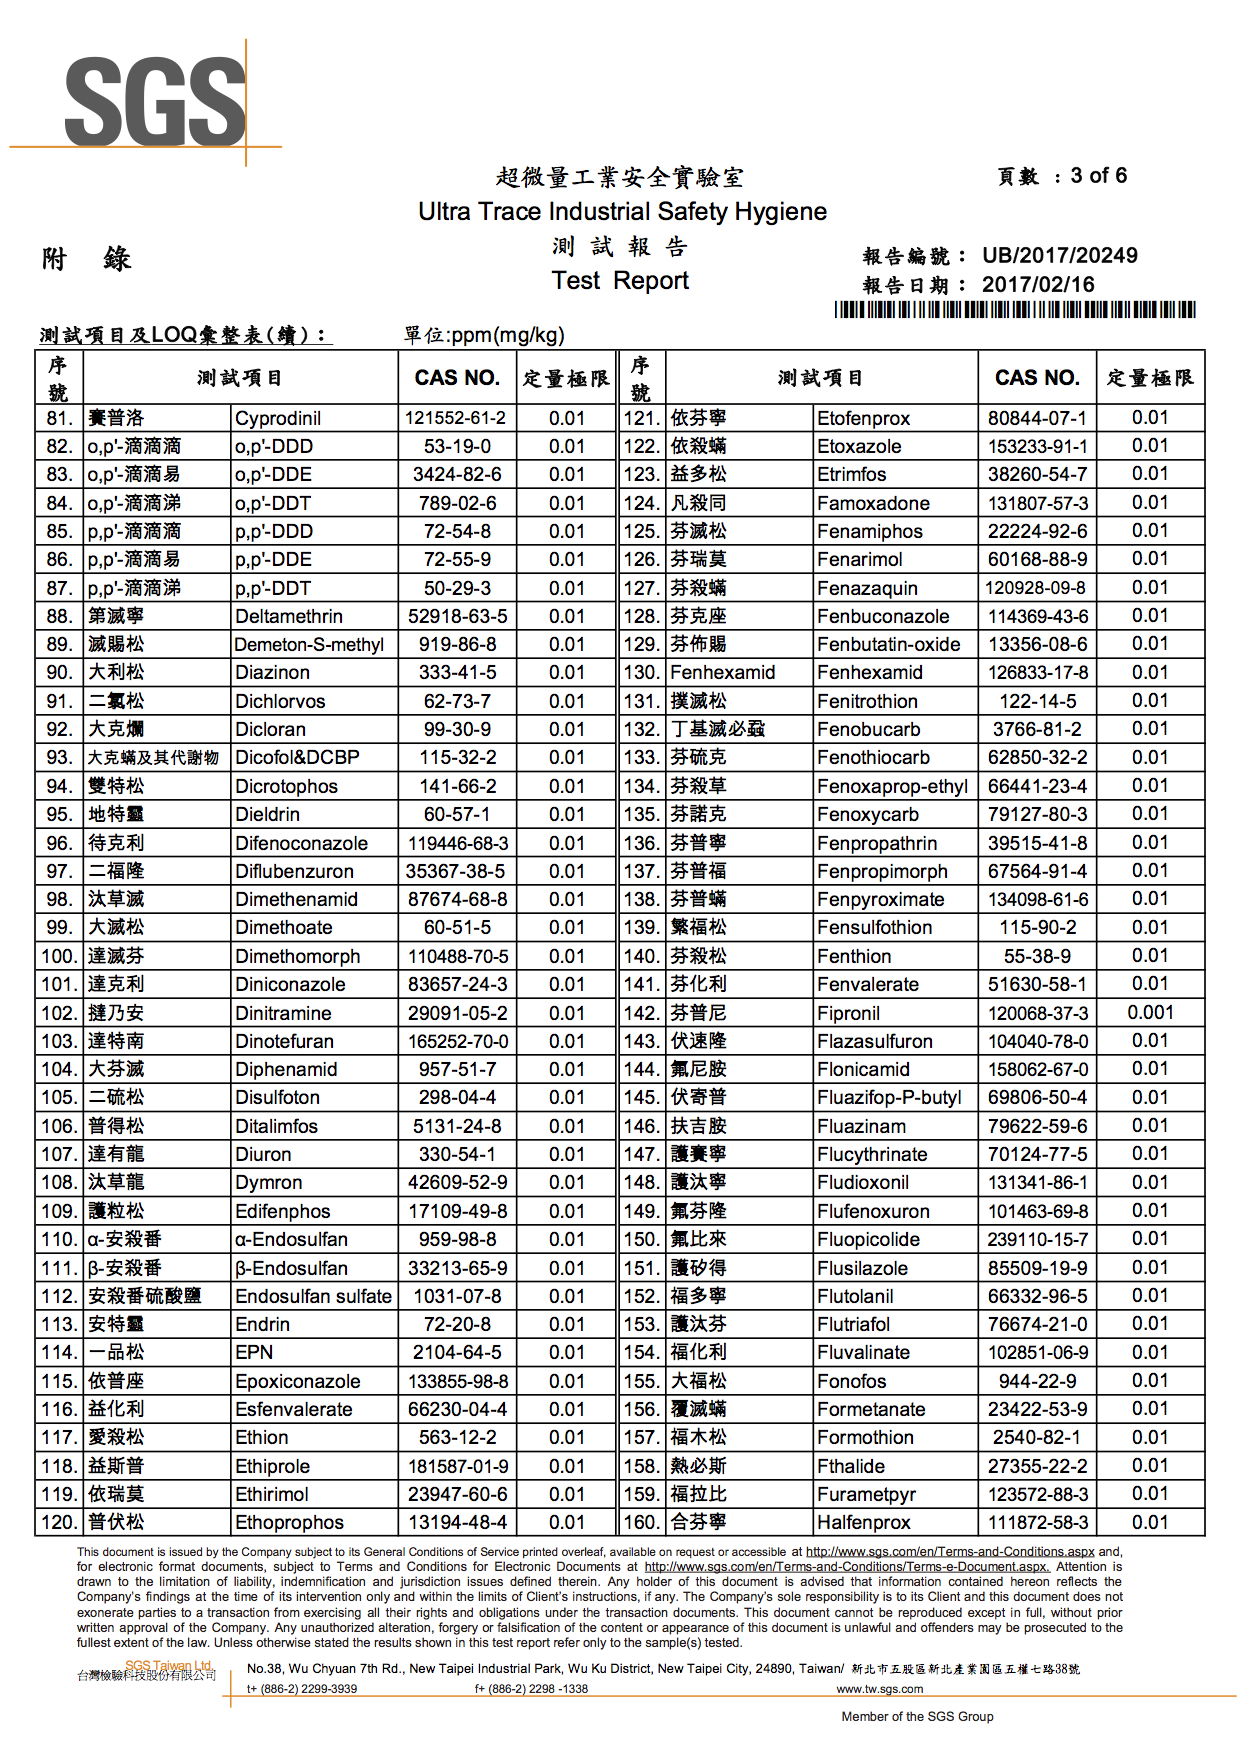 SGS
超微量工業安全實驗室
頁數 : 3 of 6
Ultra Trace Industrial Safety Hygiene
測 試 報 告
附 錄
報告編號： UB/2017/20249
Test Report
報告日期： 2017/02/16
測試項目及LOQ彙整表(續)： 單位:ppm(mg/kg)
序號 測試項目 CAS NO. 定量極限 序號 測試項目 CAS NO. 定量極限
81. 賽普洛 Cyprodinil 121552-61-2 0.01 121. 依芬寧 Etofenprox 80844-07-1 0.01
82. o,p'-滴滴滴 o,p'-DDD 53-19-0 0.01 122. 依殺蟎 Etoxazole 153233-91-1 0.01
83. o,p'-滴滴易 o,p'-DDE 3424-82-6 0.01 123. 益多松 Etrimfos 38260-54-7 0.01
84. o,p'-滴滴涕 o,p'-DDT 789-02-6 0.01 124. 凡殺同 Famoxadone 131807-57-3 0.01
85. p,p'-滴滴滴 p,p'-DDD 72-54-8 0.01 125. 芬滅松 Fenamiphos 22224-92-6 0.01
86. p,p'-滴滴易 p,p'-DDE 72-55-9 0.01 126. 芬瑞莫 Fenarimol 60168-88-9 0.01
87. p,p'-滴滴涕 p,p'-DDT 50-29-3 0.01 127. 芬殺蟎 Fenazaquin 120928-09-8 0.01
88. 第滅寧 Deltamethrin 52918-63-5 0.01 128. 芬克座 Fenbuconazole 114369-43-6 0.01
89. 滅賜松 Demeton-S-methyl 919-86-8 0.01 129. 芬佈賜 Fenbutatin-oxide 13356-08-6 0.01
90. 大利松 Diazinon 333-41-5 0.01 130. Fenhexamid Fenhexamid 126833-17-8 0.01
91. 二氯松 Dichlorvos 62-73-7 0.01 131. 撲滅松 Fenitrothion 122-14-5 0.01
92. 大克爛 Dicloran 99-30-9 0.01 132. 丁基滅必蝨 Fenobucarb 3766-81-2 0.01
93. 大克蟎及其代謝物 Dicofol&DCBP 115-32-2 0.01 133. 芬硫克 Fenothiocarb 62850-32-2 0.01
94. 雙特松 Dicrotophos 141-66-2 0.01 134. 芬殺草 Fenoxaprop-ethyl 66441-23-4 0.01
95. 地特靈 Dieldrin 60-57-1 0.01 135. 芬諾克 Fenoxycarb 79127-80-3 0.01
96. 待克利 Difenoconazole 119446-68-3 0.01 136. 芬普寧 Fenpropathrin 39515-41-8 0.01
97. 二福隆 Diflubenzuron 35367-38-5 0.01 137. 芬普福 Fenpropimorph 67564-91-4 0.01
98. 汰草滅 Dimethenamid 87674-68-8 0.01 138. 芬普蟎 Fenpyroximate 134098-61-6 0.01
99. 大滅松 Dimethoate 60-51-5 0.01 139. 繁福松 Fensulfothion 115-90-2 0.01
100. 達滅芬 Dimethomorph 110488-70-5 0.01 140. 芬殺松 Fenthion 55-38-9 0.01
101. 達克利 Diniconazole 83657-24-3 0.01 141. 芬化利 Fenvalerate 51630-58-1 0.01
102. 撻乃安 Dinitramine 29091-05-2 0.01 142. 芬普尼 Fipronil 120068-37-3 0.001
103. 達特南 Dinotefuran 165252-70-0 0.01 143. 伏速隆 Flazasulfuron 104040-78-0 0.01
104. 大芬滅 Diphenamid 957-51-7 0.01 144. 氟尼胺 Flonicamid 158062-67-0 0.01
105. 二硫松 Disulfoton 298-04-4 0.01 145. 伏寄普 Fluazifop-P-butyl 69806-50-4 0.01
106. 普得松 Ditalimfos 5131-24-8 0.01 146. 扶吉胺 Fluazinam 79622-59-6 0.01
107. 達有龍 Diuron 330-54-1 0.01 147. 護賽寧 Flucythrinate 70124-77-5 0.01
108. 汰草龍 Dymron 42609-52-9 0.01 148. 護汰寧 Fludioxonil 131341-86-1 0.01
109. 護粒松 Edifenphos 17109-49-8 0.01 149. 氟芬隆 Flufenoxuron 101463-69-8 0.01
110. α-安殺番 α-Endosulfan 959-98-8 0.01 150. 氟比來 Fluopicolide 239110-15-7 0.01
111. β-安殺番 β-Endosulfan 33213-65-9 0.01 151. 護矽得 Flusilazole 85509-19-9 0.01
112. 安殺番硫酸鹽 Endosulfan sulfate 1031-07-8 0.01 152. 福多寧 Flutolanil 66332-96-5 0.01
113. 安特靈 Endrin 72-20-8 0.01 153. 護汰芬 Flutriafol 76674-21-0 0.01
114. 一品松 EPN 2104-64-5 0.01 154. 福化利 Fluvalinate 102851-06-9 0.01
115. 依普座 Epoxiconazole 133855-98-8 0.01 155. 大福松 Fonofos 944-22-9 0.01
116. 益化利 Esfenvalerate 66230-04-4 0.01 156. 覆滅蟎 Formetanate 23422-53-9 0.01
117. 愛殺松 Ethion 563-12-2 0.01 157. 福木松 Formothion 2540-82-1 0.01
118. 益斯普 Ethiprole 181587-01-9 0.01 158. 熱必斯 Fthalide 27355-22-2 0.01
119. 依瑞莫 Ethirimol 23947-60-6 0.01 159. 福拉比 Furametpyr 123572-88-3 0.01
120. 普伏松 Ethoprophos 13194-48-4 0.01 160. 合芬寧 Halfenprox 111872-58-3 0.01
This document is issued by the Company subject to its General Conditions of Service printed overleaf, available on request or accessible at http://www.sgs.com/en/Terms-and-Conditions.aspx and,
for electronic format documents, subject to Terms and Conditions for Electronic Documents at http://www.sgs.com/en/Terms-and-Conditions/Terms-e-Document.aspx. Attention is
drawn to the limitation of liability, indemnification and jurisdiction issues defined therein. Any holder of this document is advised that information contained hereon reflects the
Company's findings at the time of its intervention only and within the limits of Client's instructions, if any. The Company's sole responsibility is to its Client and this document does not
exonerate parties to a transaction from exercising all their rights and obligations under the transaction documents. This document cannot be reproduced except in full, without prior
written approval of the Company. Any unauthorized alteration, forgery or falsification of the content or appearance of this document is unlawful and offenders may be prosecuted to the
fullest extent of the law. Unless otherwise stated the results shown in this test report refer only to the sample(s) tested.
SGS Taiwan Ltd.
台灣檢驗科技股份有限公司
No.38, Wu Chyuan 7th Rd., New Taipei Industrial Park, Wu Ku District, New Taipei City, 24890, Taiwan/ 新北市五股區新北產業園區五權七路38號
t+ (886-2) 2299-3939 f+ (886-2) 2298 -1338 www.tw.sgs.com
Member of the SGS Group